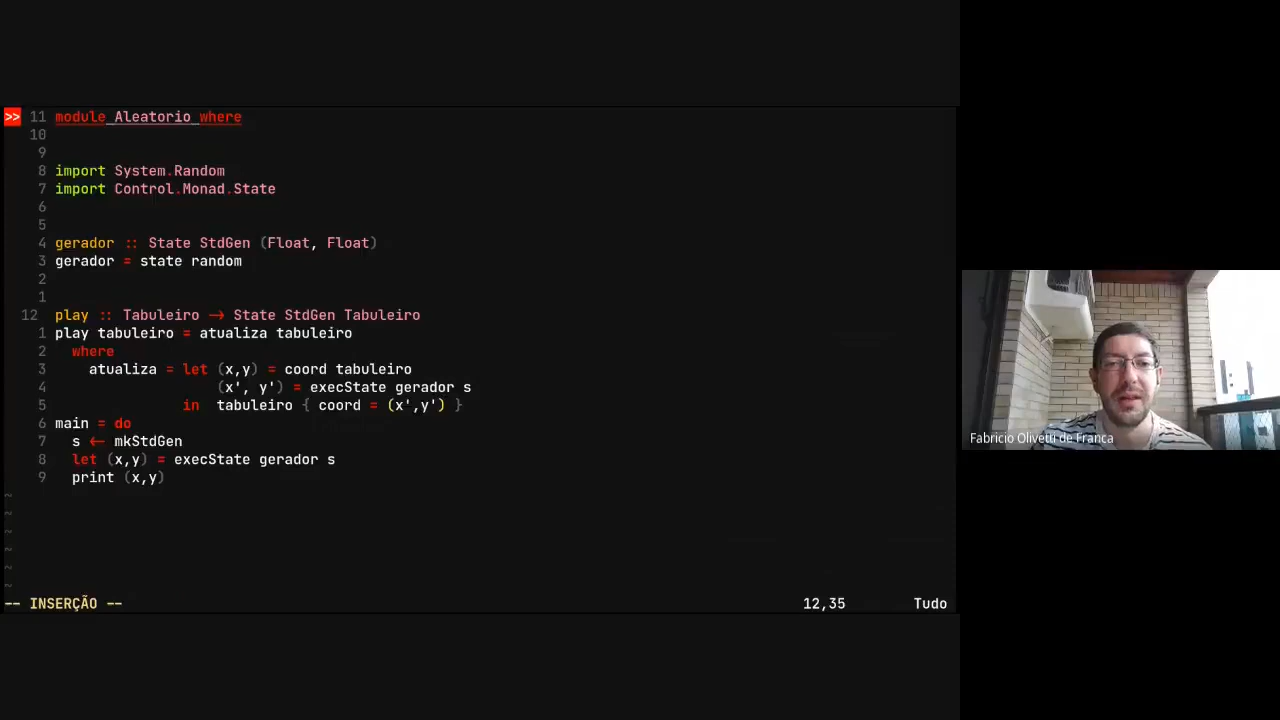 >> 11 module Aleatorio where
10
9
8 import System.Random
7 import Control.Monad.State
6
5
4 gerador :: State StdGen (Float, Float)
3 gerador = state random
2
1
12 play :: Tabuleiro -> State StdGen Tabuleiro
1 play tabuleiro = atualiza tabuleiro
2 where
3 atualiza = let (x,y) = coord tabuleiro
4 (x', y') = execState gerador s
5 in tabuleiro { coord = (x',y') }
6 main = do
7 s <- mkStdGen
8 let (x,y) = execState gerador s
9 print (x,y)
~
~
~
~
~
~
-- INSERÇÃO -- 12,35 Tudo
Fabricio Olivetti de Franca